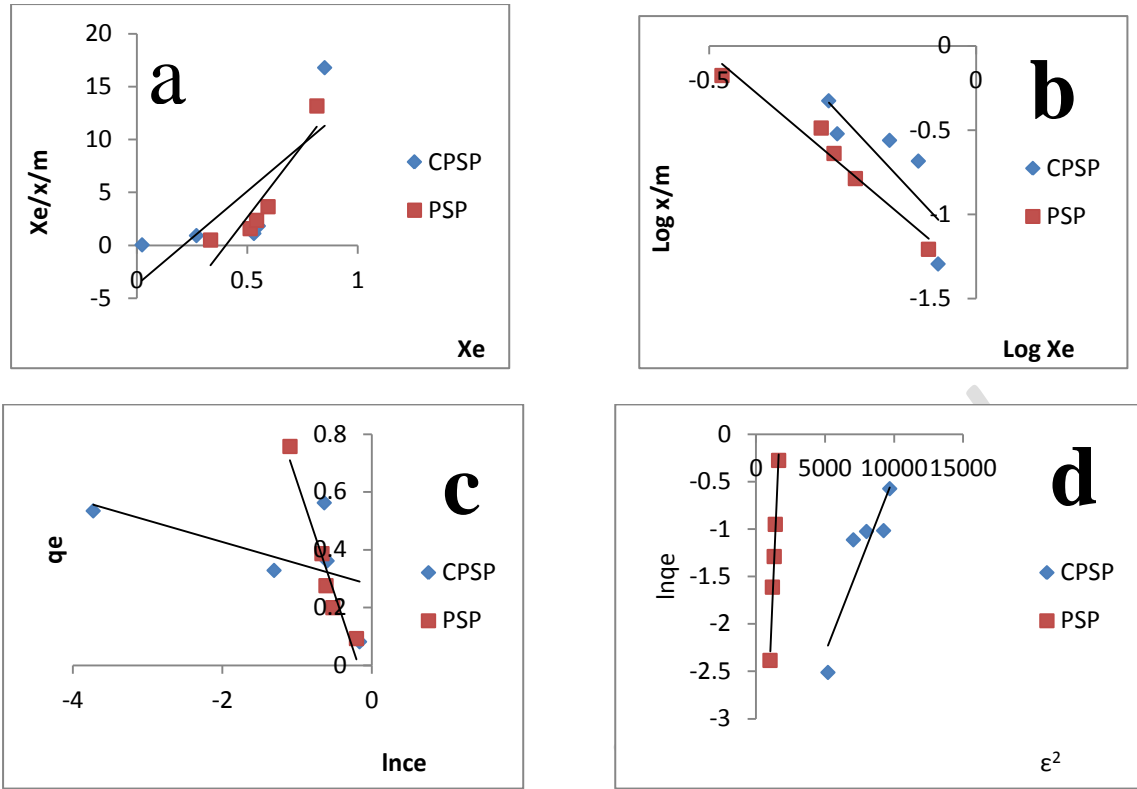 a
20
15
10
5
0
-5
0
0.5
1
Xe/x/m
Xe
CPSP
PSP
b
0
-0.5
-1
-1.5
-0.5
0
Log x/m
Log Xe
CPSP
PSP
c
0.8
0.6
0.4
0.2
0
-4
-2
0
qe
lnce
CPSP
PSP
d
0
-0.5
-1
-1.5
-2
-2.5
-3
0
5000
10000
15000
lnqe
ε²
CPSP
PSP